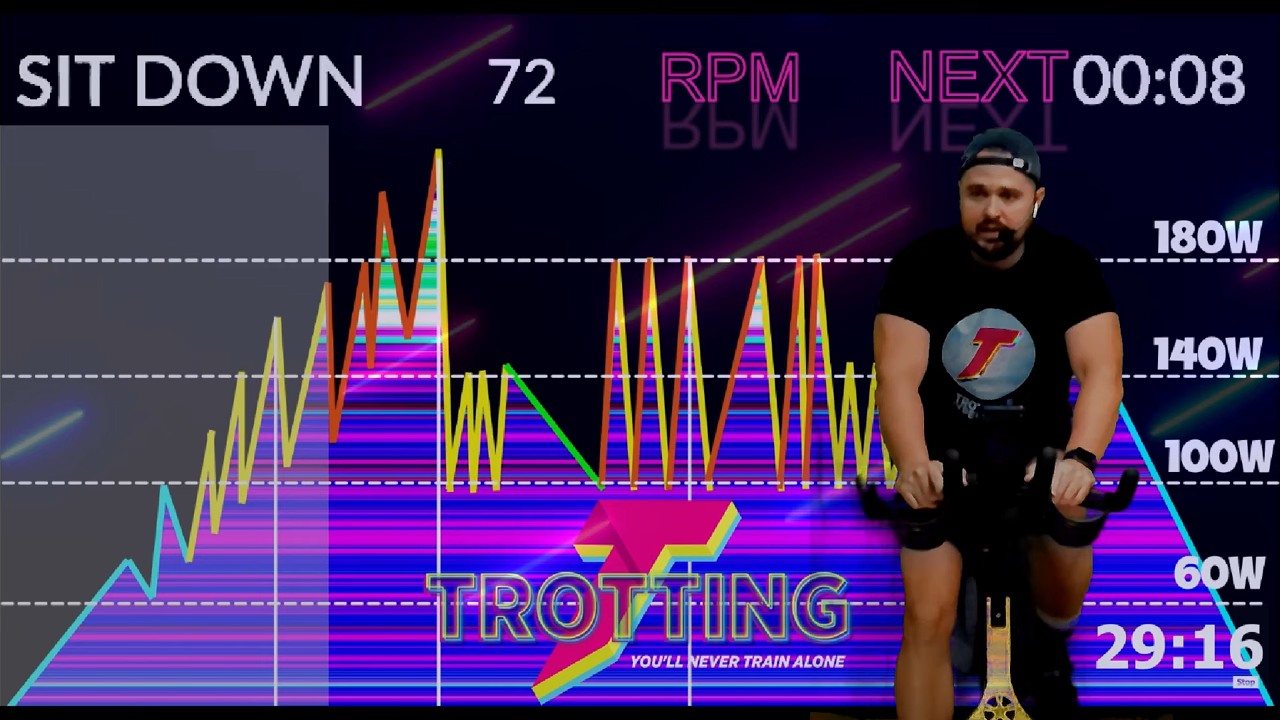 SIT DOWN 72 RPM NEXT 00:08
180W
140W
100W
60W
T
TROTTING
YOU'LL NEVER TRAIN ALONE
29:16
Stop